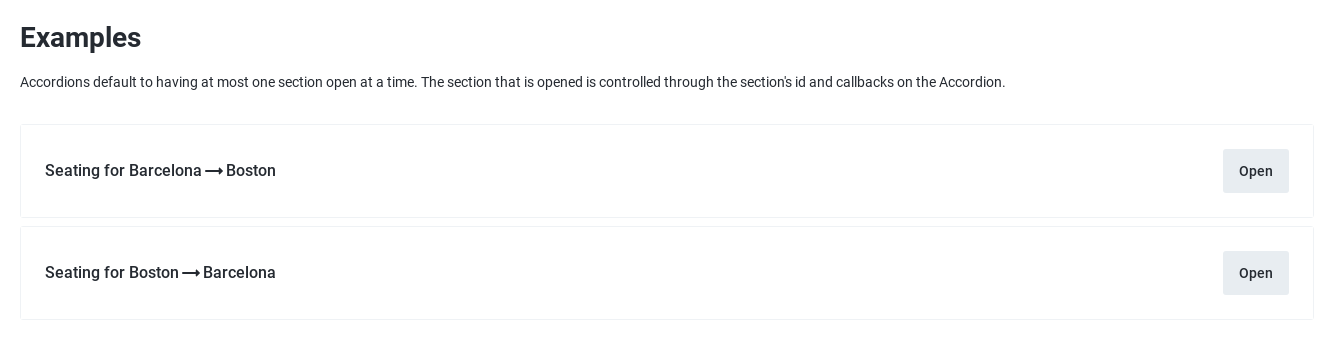 Examples
Accordions default to having at most one section open at a time. The section that is opened is controlled through the section's id and callbacks on the Accordion.
Seating for Barcelona → Boston
Open
Seating for Boston → Barcelona
Open